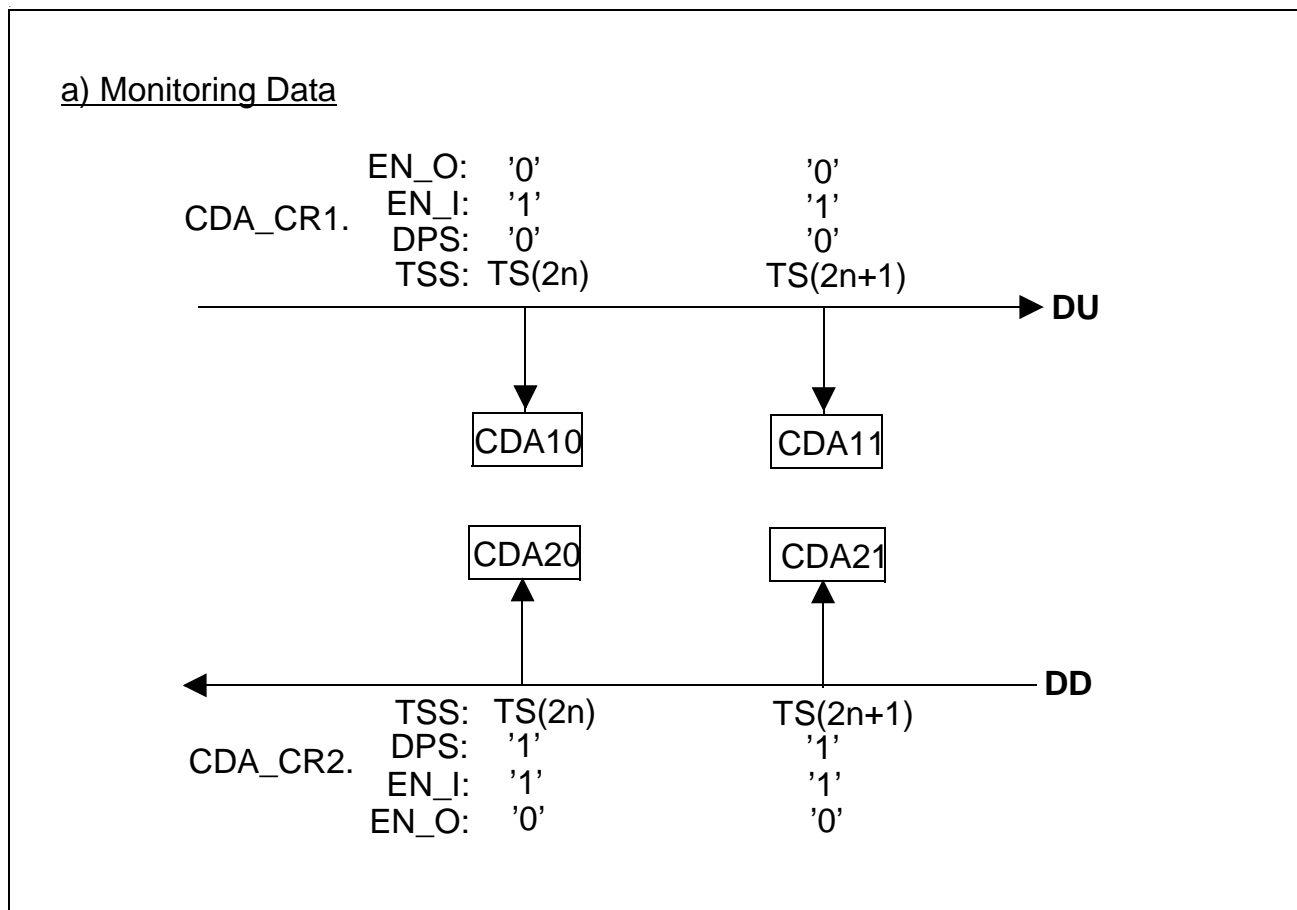 a) Monitoring Data
EN_O: ’0’ ’0’
CDA_CR1. EN_I: ’1’ ’1’
DPS: ’0’ ’0’
TSS: TS(2n) TS(2n+1)
DU
CDA10 CDA11
CDA20 CDA21
DD
TSS: TS(2n) TS(2n+1)
CDA_CR2. DPS: ’1’ ’1’
EN_I: ’1’ ’1’
EN_O: ’0’ ’0’